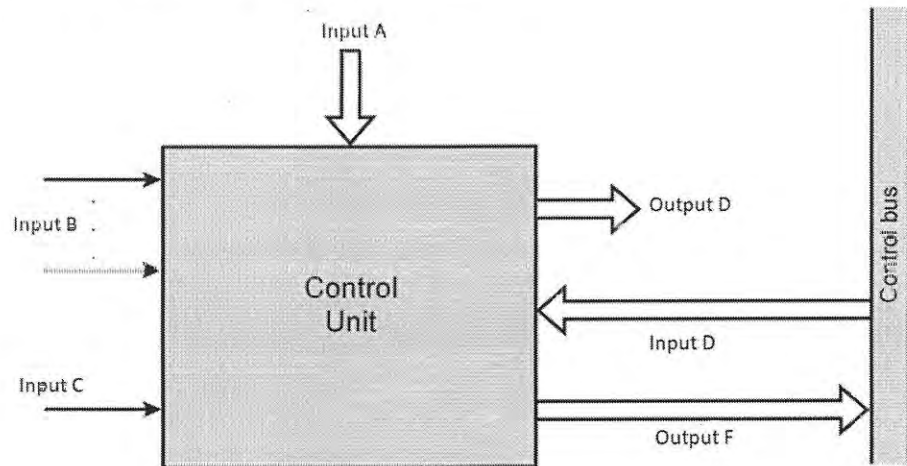 Input A
Output D
Input B
Control
Unit
Control bus
Input D
Input C
Output F